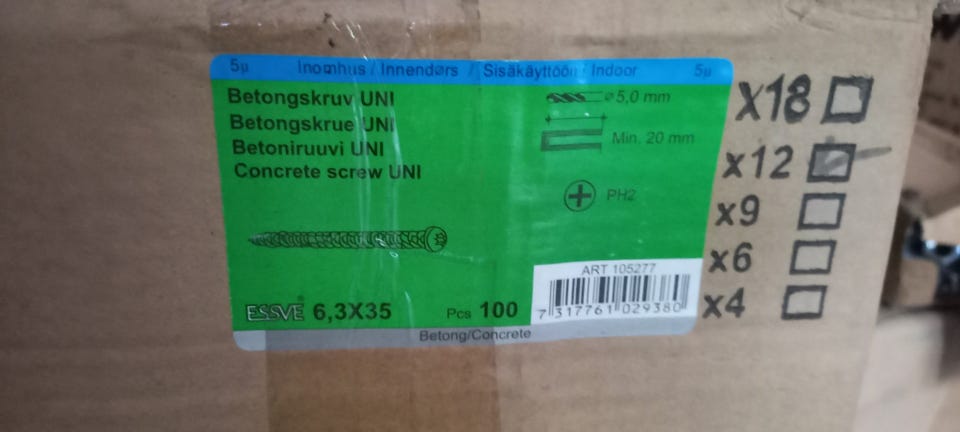 5µ Inomhus / Innendørs / Sisäkäyttöön / Indoor 5µ
Betongskruv UNI
Betongskrue UNI
Betoniruuvi UNI
Concrete screw UNI
ø 5,0 mm
Min. 20 mm
PH2
ESSVE® 6,3X35 Pcs 100
ART 105277
7 317761 029380
Betong/Concrete
x18
x12
x9
x6
x4